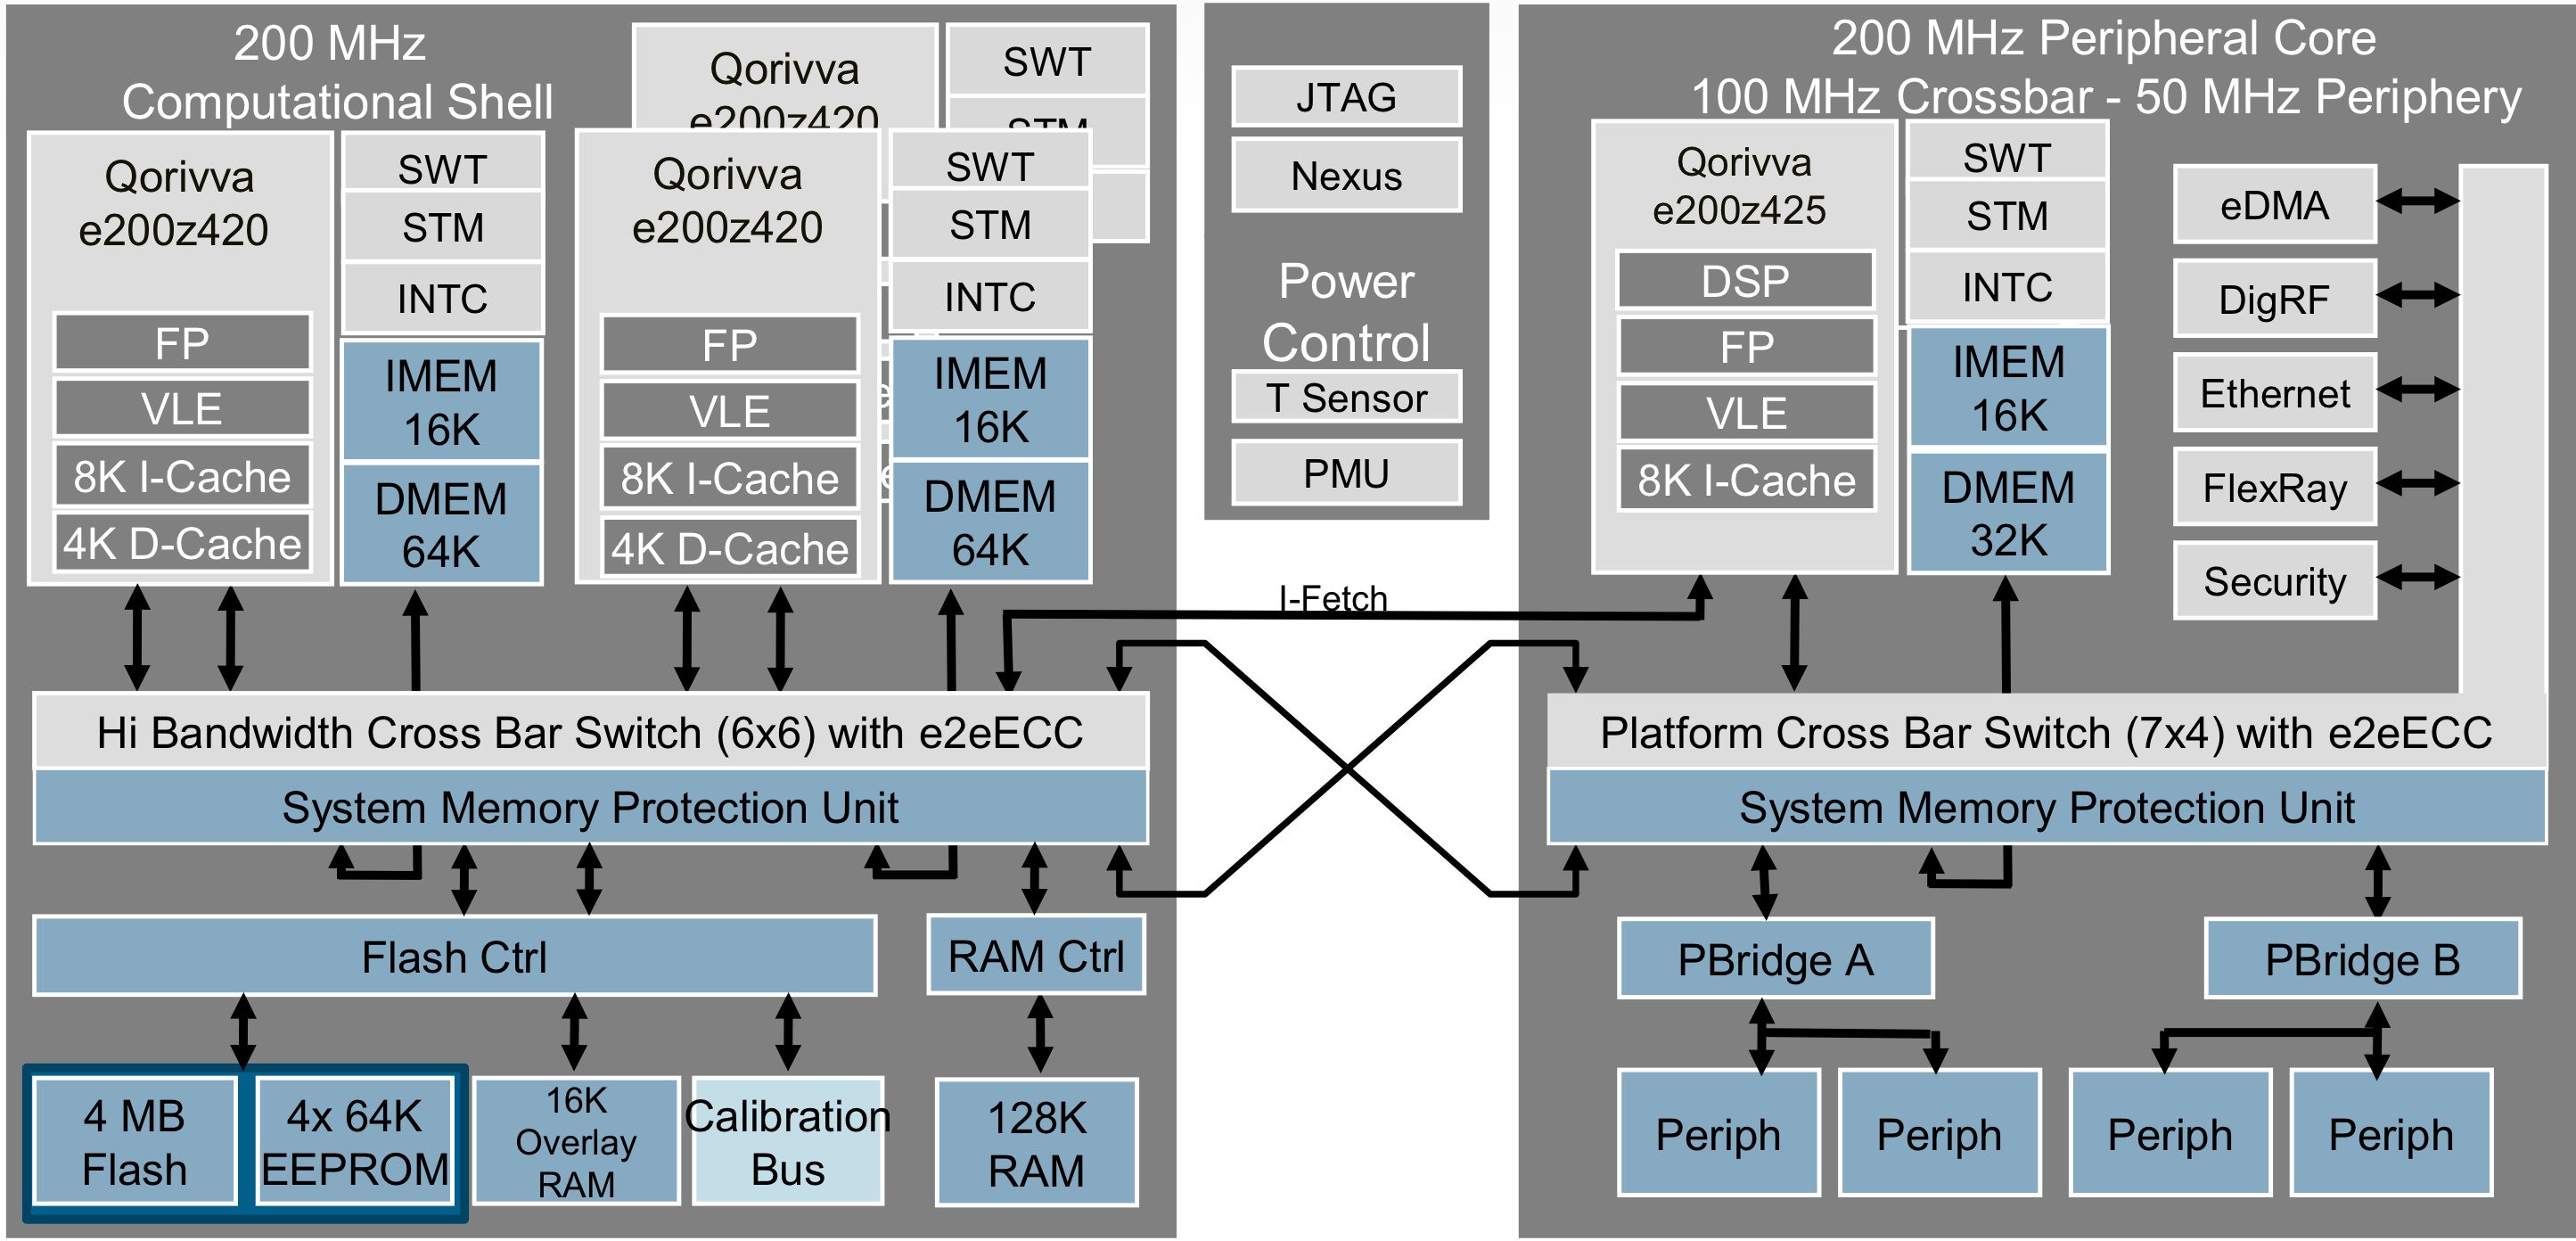 200 MHz
Computational Shell
Qorivva
e200z420
FP
VLE
8K I-Cache
4K D-Cache
SWT
STM
INTC
IMEM
16K
DMEM
64K
Qorivva
e200z420
SWT
STM
Qorivva
e200z420
FP
VLE
8K I-Cache
4K D-Cache
SWT
STM
INTC
IMEM
16K
DMEM
64K
Hi Bandwidth Cross Bar Switch (6x6) with e2eECC
System Memory Protection Unit
Flash Ctrl
RAM Ctrl
4 MB
Flash
4x 64K
EEPROM
16K
Overlay
RAM
Calibration
Bus
128K
RAM
JTAG
Nexus
Power
Control
T Sensor
PMU
I-Fetch
200 MHz Peripheral Core
100 MHz Crossbar - 50 MHz Periphery
Qorivva
e200z425
DSP
FP
VLE
8K I-Cache
SWT
STM
INTC
IMEM
16K
DMEM
32K
eDMA
DigRF
Ethernet
FlexRay
Security
Platform Cross Bar Switch (7x4) with e2eECC
System Memory Protection Unit
PBridge A
PBridge B
Periph
Periph
Periph
Periph